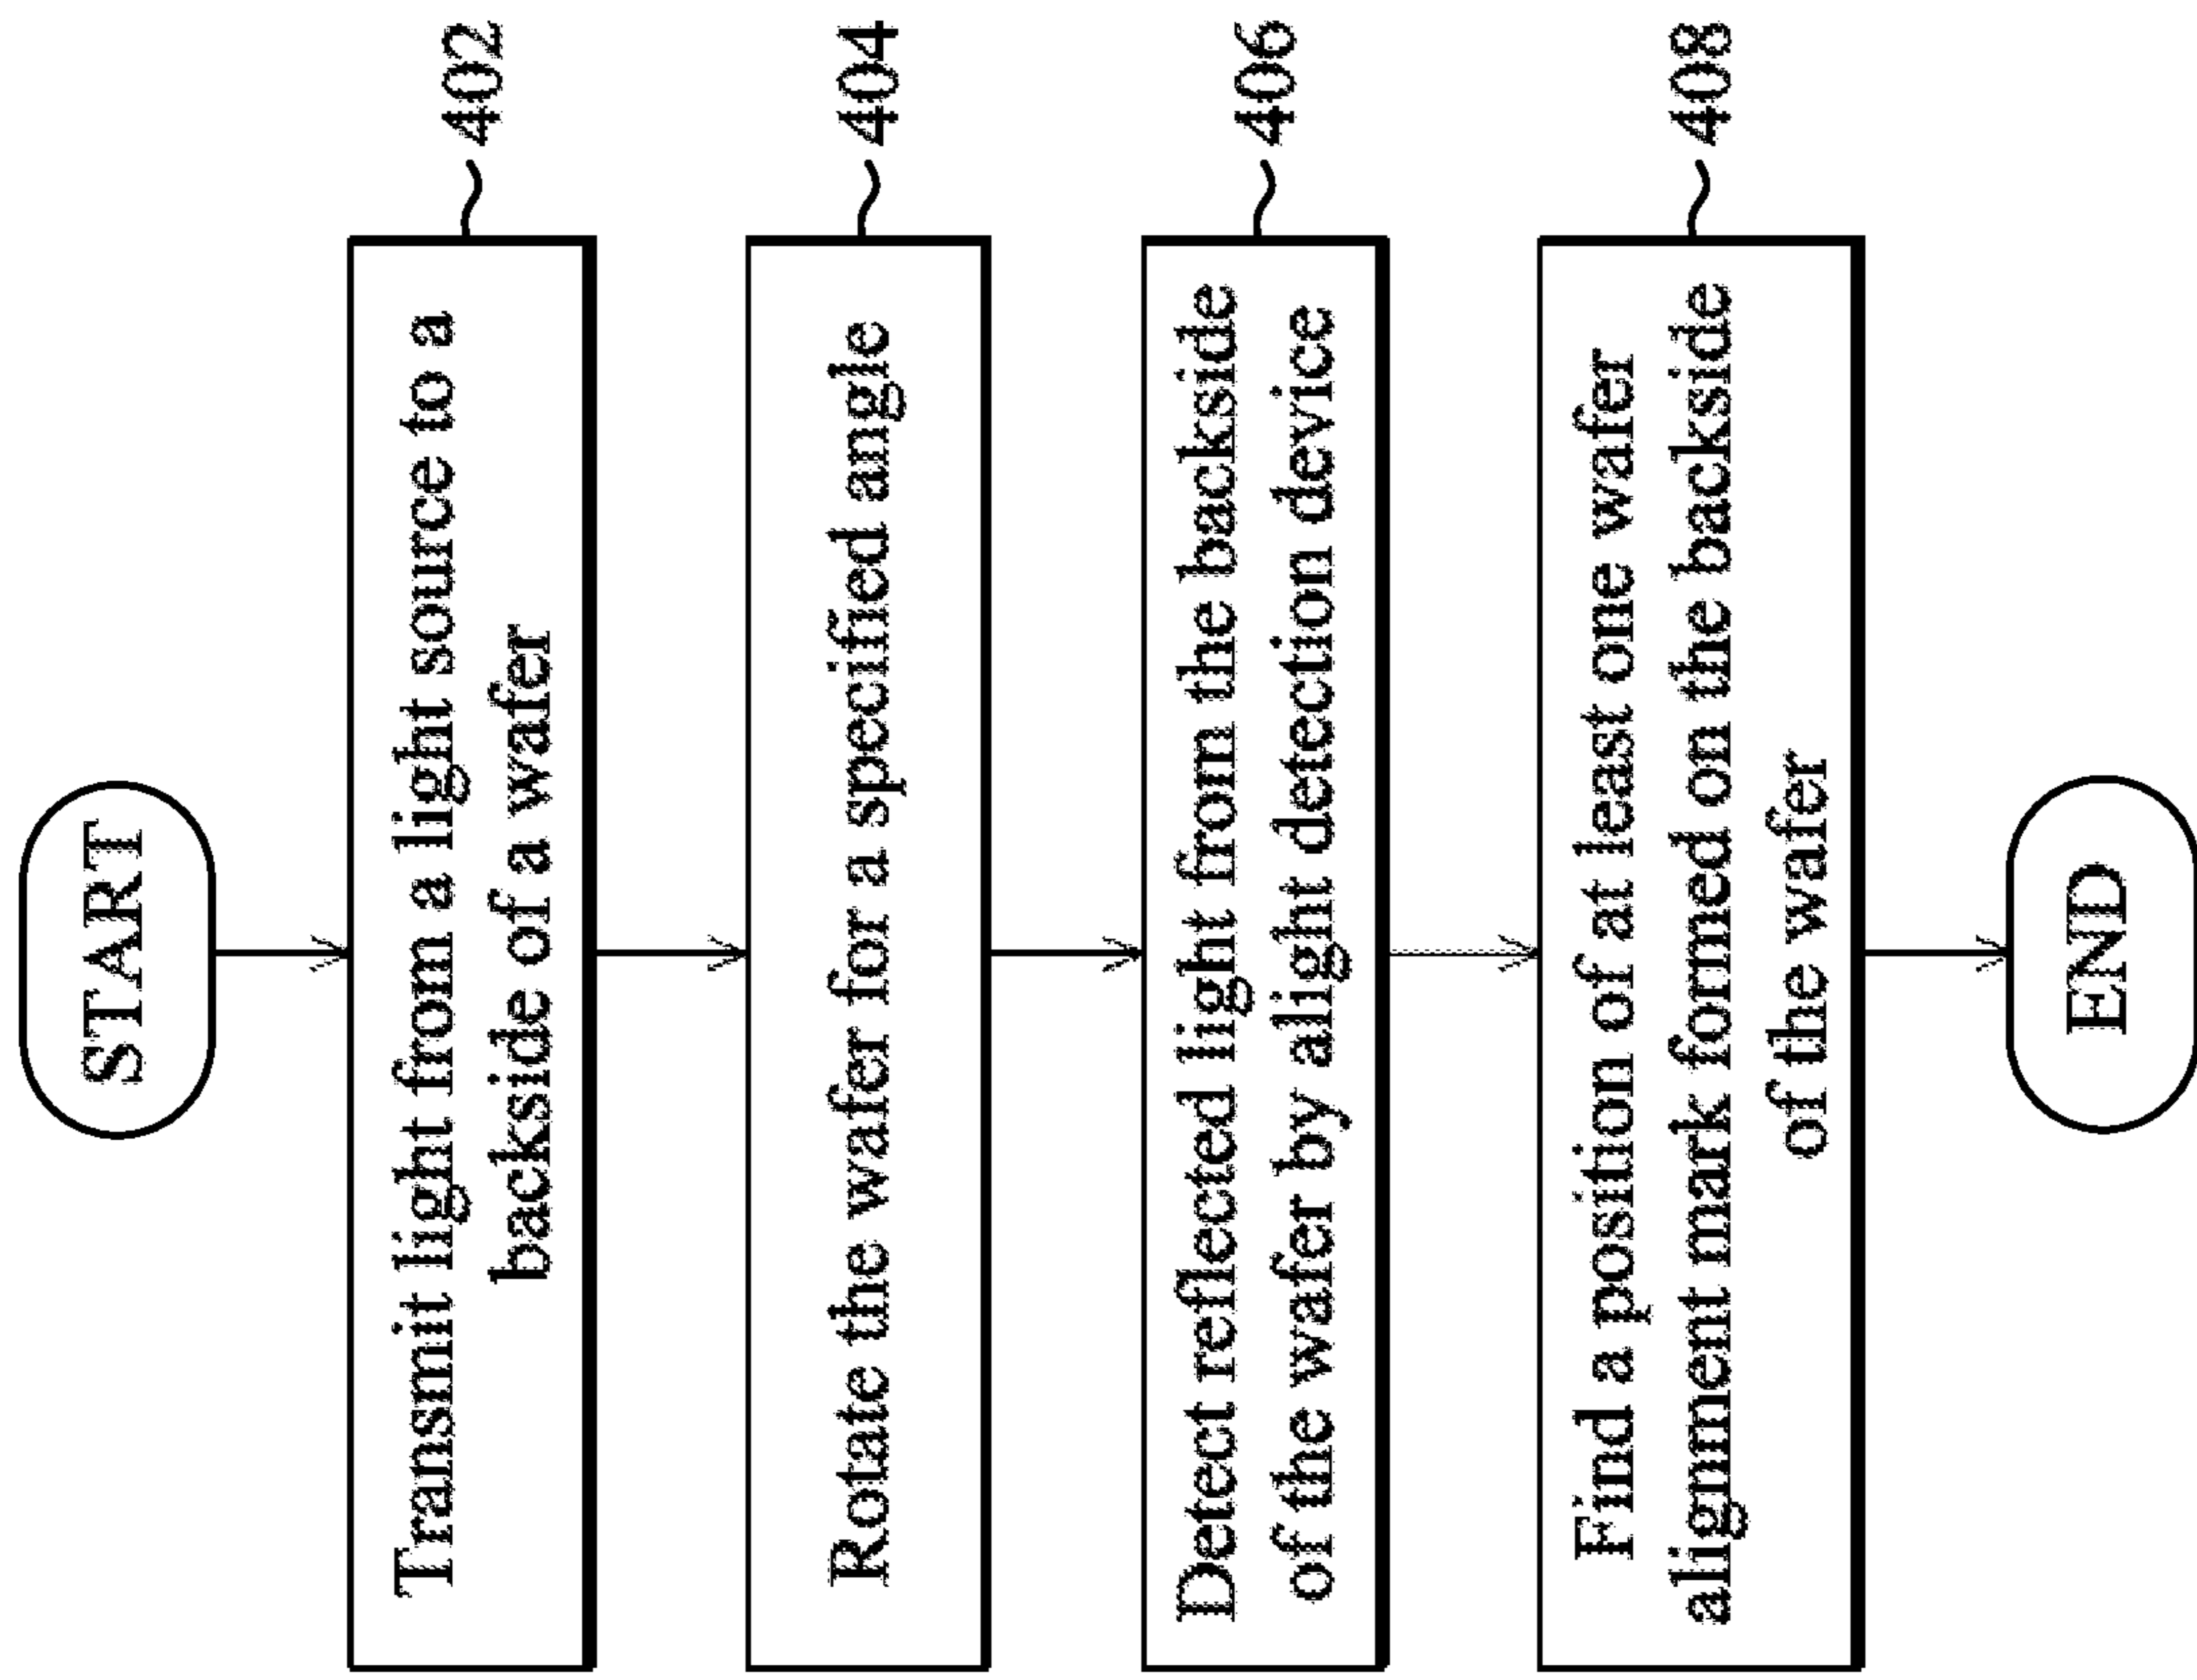 START
Transmit light from a light source to a
backside of a wafer
402
Rotate the wafer for a specified angle
404
Detect reflected light from the backside
of the wafer by alight detection device
406
Find a position of at least one wafer
alignment mark formed on the backside
of the wafer
408
END